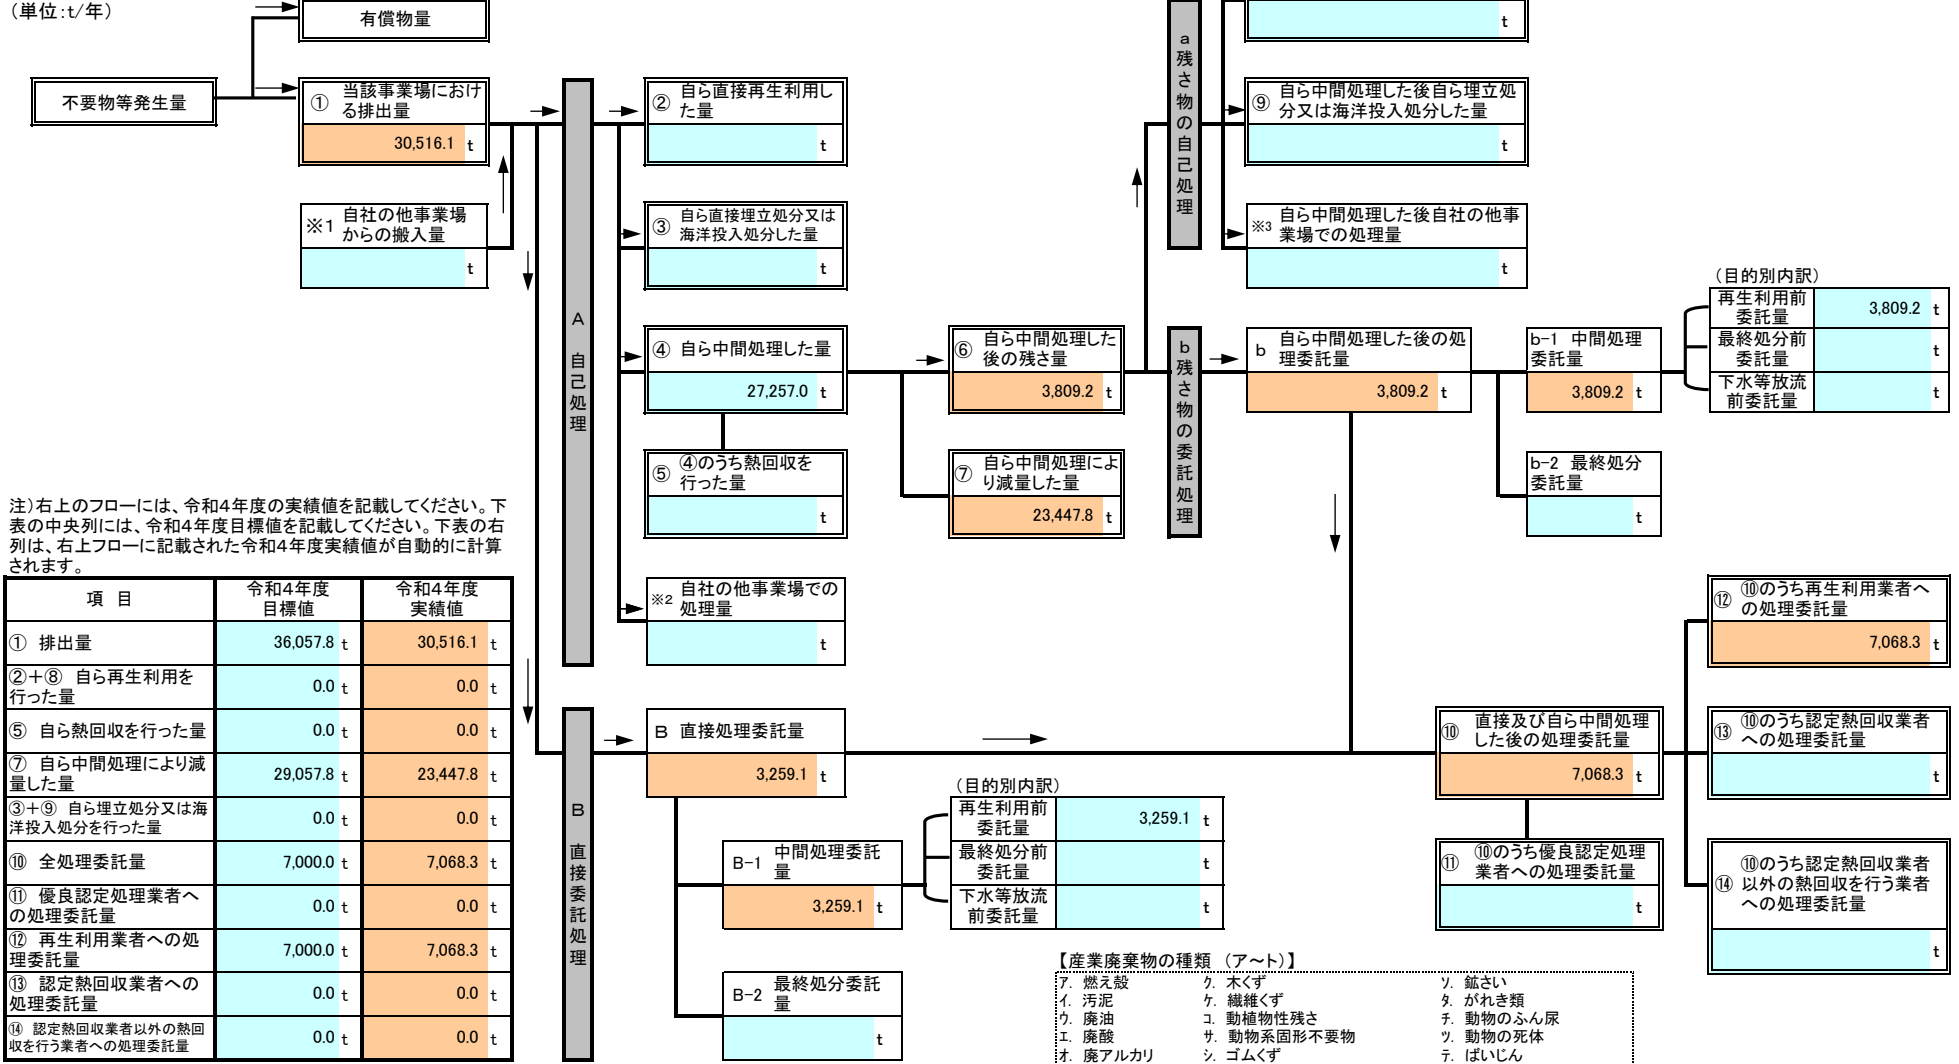 （単位：t/年）
有償物量
不要物等発生量
① 当該事業場におけ
る排出量
30,516.1 t
※1 自社の他事業場
からの搬入量
t
A 自己処理
② 自ら直接再生利用し
た量
t
③ 自ら直接埋立処分又は
海洋投入処分した量
t
④ 自ら中間処理した量
27,257.0 t
⑤ ④のうち熱回収を
行った量
t
※2 自社の他事業場での
処理量
t
⑥ 自ら中間処理した
後の残さ量
3,809.2 t
⑦ 自ら中間処理によ
り減量した量
23,447.8 t
a 残さ物の自己処理
t
⑨ 自ら中間処理した後自ら埋立処
分又は海洋投入処分した量
t
※3 自ら中間処理した後自社の他事
業場での処理量
t
b 残さ物の委託処理
b 自ら中間処理した後の処
理委託量
3,809.2 t
b-1 中間処理
委託量
3,809.2 t
b-2 最終処分
委託量
t
（目的別内訳）
再生利用前
委託量
3,809.2 t
最終処分前
委託量
t
下水等放流
前委託量
t
注）右上のフローには、令和４年度の実績値を記載してください。下
表の中央列には、令和４年度目標値を記載してください。下表の右
列は、右上フローに記載された令和４年度実績値が自動的に計算
されます。
項 目
令和４年度
目標値
令和４年度
実績値
① 排出量 36,057.8 t 30,516.1 t
②＋⑧ 自ら再生利用を
行った量 0.0 t 0.0 t
⑤ 自ら熱回収を行った量 0.0 t 0.0 t
⑦ 自ら中間処理により減
量した量 29,057.8 t 23,447.8 t
③＋⑨ 自ら埋立処分又は海
洋投入処分を行った量 0.0 t 0.0 t
⑩ 全処理委託量 7,000.0 t 7,068.3 t
⑪ 優良認定処理業者へ
の処理委託量 0.0 t 0.0 t
⑫ 再生利用業者への処
理委託量 7,000.0 t 7,068.3 t
⑬ 認定熱回収業者への
処理委託量 0.0 t 0.0 t
⑭ 認定熱回収業者以外の熱回
収を行う業者への処理委託量 0.0 t 0.0 t
B 直接委託処理
B 直接処理委託量
3,259.1 t
B-1 中間処理委託
量
3,259.1 t
B-2 最終処分委託
量
t
（目的別内訳）
再生利用前
委託量
3,259.1 t
最終処分前
委託量
t
下水等放流
前委託量
t
⑩ 直接及び自ら中間処理
した後の処理委託量
7,068.3 t
⑪ ⑩のうち優良認定処理
業者への処理委託量
t
⑫ ⑩のうち再生利用業者へ
の処理委託量
7,068.3 t
⑬ ⑩のうち認定熱回収業者
への処理委託量
t
⑭ ⑩のうち認定熱回収業者
以外の熱回収を行う業者
への処理委託量
t
【産業廃棄物の種類 （ア～ト）】
ア. 燃え殻 ク. 木くず ソ. 鉱さい
イ. 汚泥 ケ. 繊維くず タ. がれき類
ウ. 廃油 コ. 動植物性残さ チ. 動物のふん尿
エ. 廃酸 サ. 動物系固形不要物 ツ. 動物の死体
オ. 廃アルカリ シ. ゴムくず テ. ばいじん